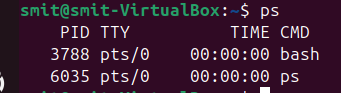 smit@smit-VirtualBox:~$ ps
PID TTY TIME CMD
3788 pts/0 00:00:00 bash
6035 pts/0 00:00:00 ps